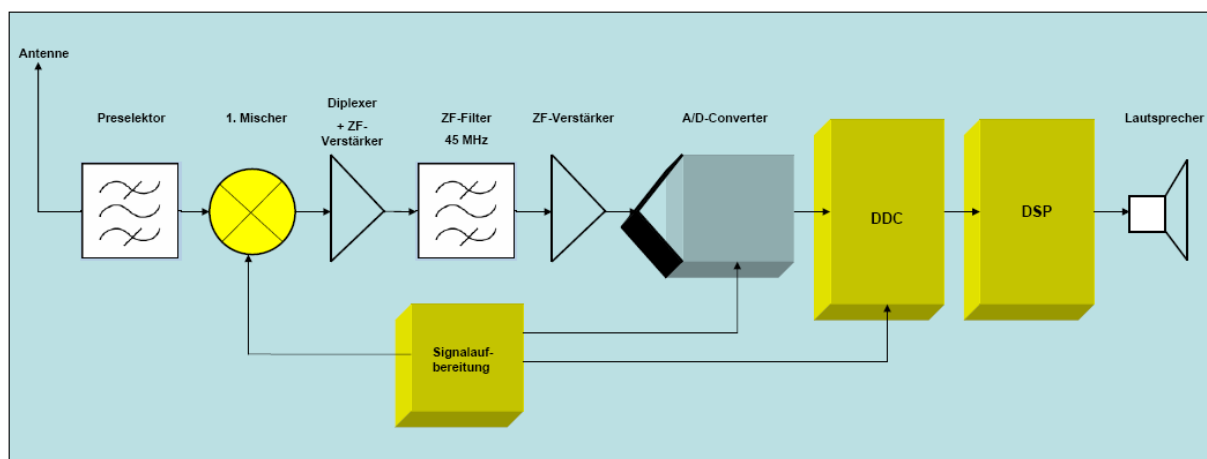 Antenne
Preselektor
1. Mischer
Diplexer
+ ZF-
Verstärker
ZF-Filter
45 MHz
ZF-Verstärker
A/D-Converter
DDC
DSP
Lautsprecher
Signalauf-
bereitung